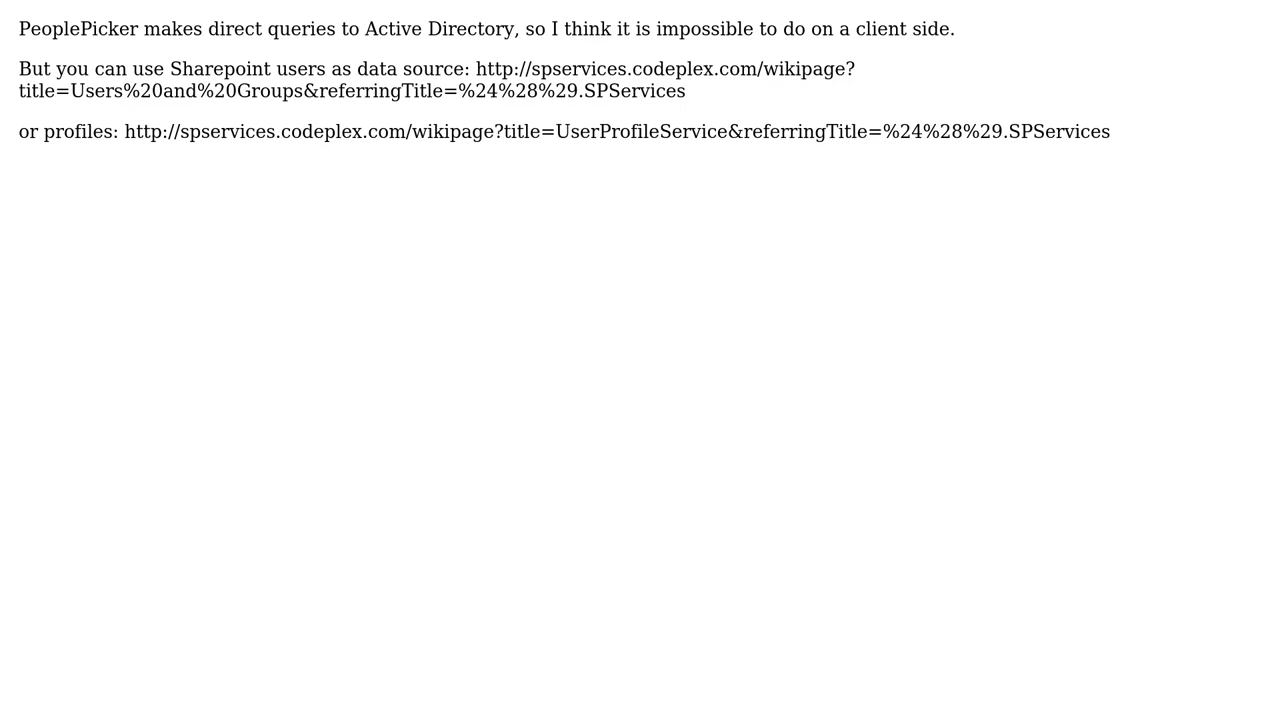 PeoplePicker makes direct queries to Active Directory, so I think it is impossible to do on a client side.
But you can use Sharepoint users as data source: http://spservices.codeplex.com/wikipage?
title=Users%20and%20Groups&referringTitle=%24%28%29.SPServices
or profiles: http://spservices.codeplex.com/wikipage?title=UserProfileService&referringTitle=%24%28%29.SPServices